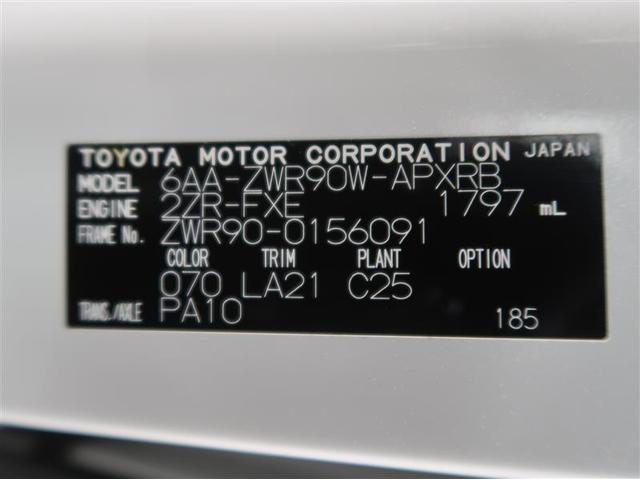 TOYOTA MOTOR CORPORATION JAPAN
MODEL 6AA-ZWR90W-APXRB
ENGINE 2ZR-FXE 1797 mL
FRAME No. ZWR90-0156091
COLOR TRIM PLANT OPTION
070 LA21 C25
TRANS./AXLE PA10 185